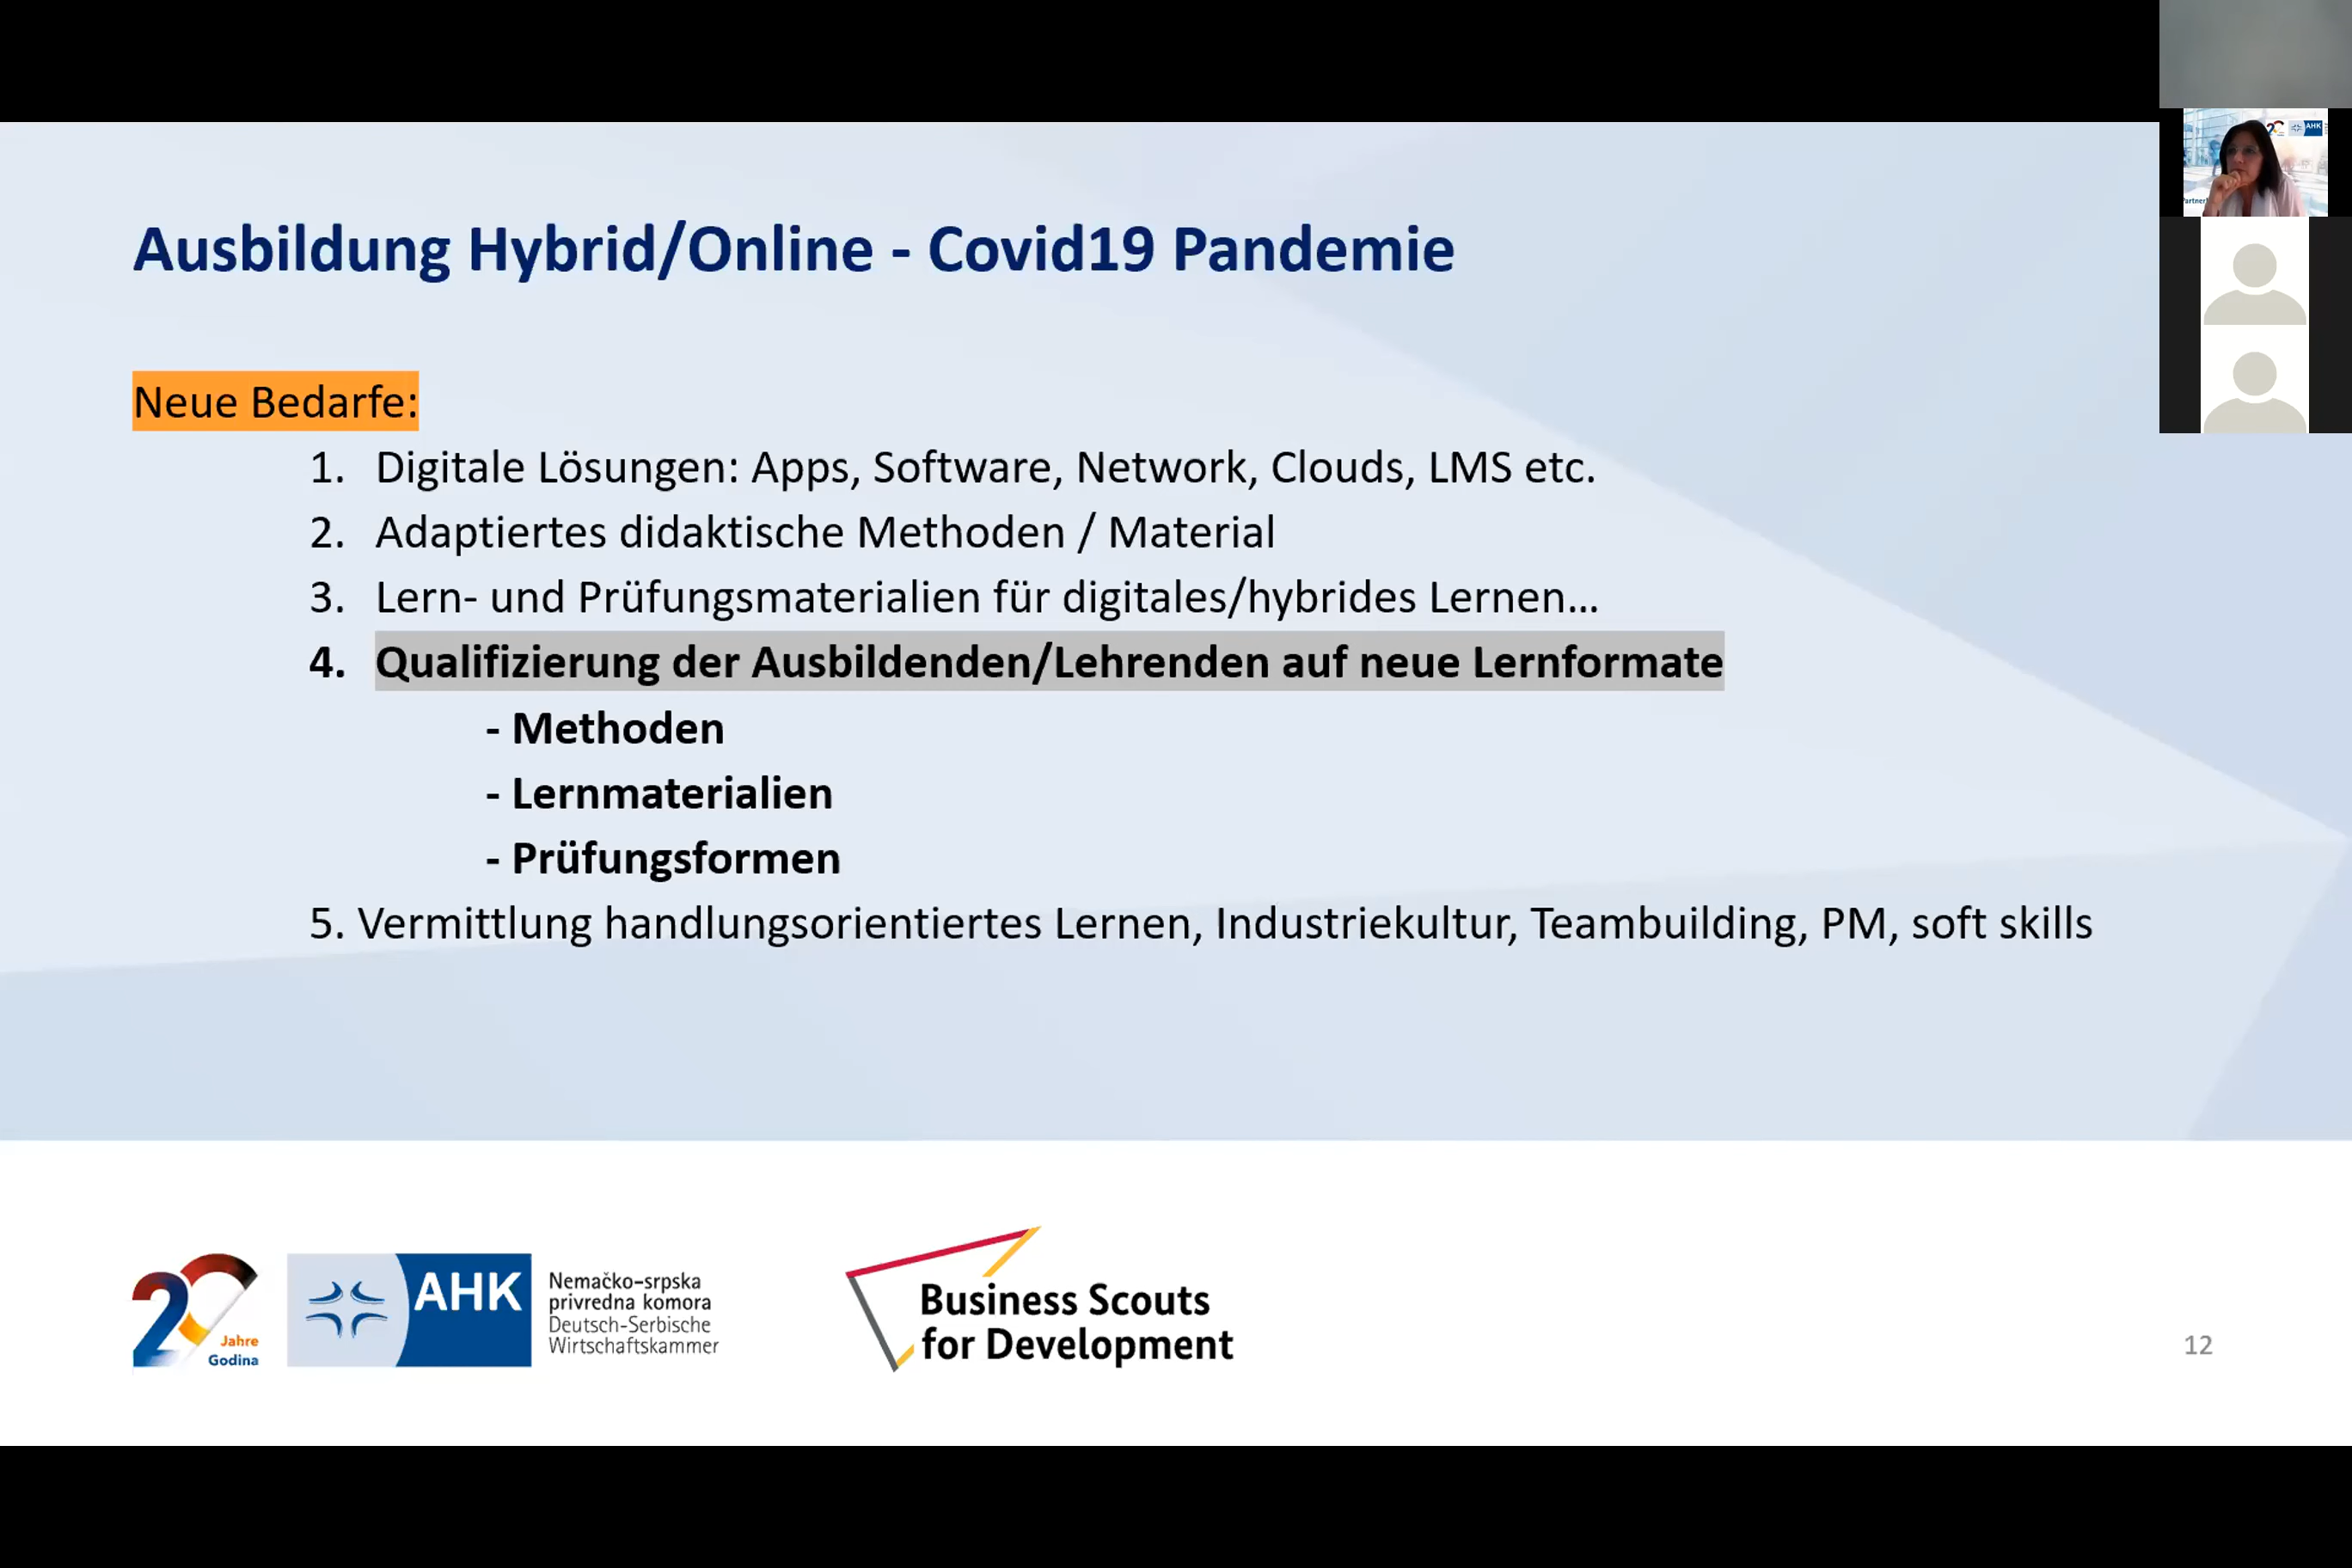 Ausbildung Hybrid/Online - Covid19 Pandemie
Neue Bedarfe:
1. Digitale Lösungen: Apps, Software, Network, Clouds, LMS etc.
2. Adaptiertes didaktische Methoden / Material
3. Lern- und Prüfungsmaterialien für digitales/hybrides Lernen...
4. Qualifizierung der Ausbildenden/Lehrenden auf neue Lernformate
- Methoden
- Lernmaterialien
- Prüfungsformen
5. Vermittlung handlungsorientiertes Lernen, Industriekultur, Teambuilding, PM, soft skills
20 Jahre
Godina
AHK
Nemačko-srpska
privredna komora
Deutsch-Serbische
Wirtschaftskammer
Business Scouts
for Development
12
AHK